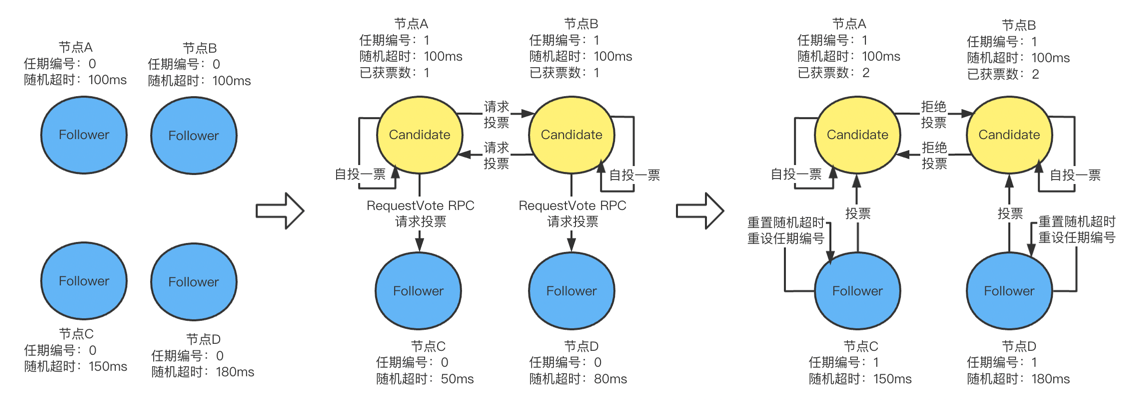 节点A
任期编号：0
随机超时：100ms
节点B
任期编号：0
随机超时：100ms
Follower
Follower
Follower
Follower
节点C
任期编号：0
随机超时：150ms
节点D
任期编号：0
随机超时：180ms
节点A
任期编号：1
随机超时：100ms
已获票数：1
节点B
任期编号：1
随机超时：100ms
已获票数：1
Candidate
请求
投票
请求
投票
Candidate
自投一票
自投一票
RequestVote RPC
请求投票
RequestVote RPC
请求投票
Follower
Follower
节点C
任期编号：0
随机超时：50ms
节点D
任期编号：0
随机超时：80ms
节点A
任期编号：1
随机超时：100ms
已获票数：2
节点B
任期编号：1
随机超时：100ms
已获票数：2
Candidate
拒绝
投票
拒绝
投票
Candidate
自投一票
自投一票
投票
投票
重置随机超时
重设任期编号
重置随机超时
重设任期编号
Follower
Follower
节点C
任期编号：1
随机超时：150ms
节点D
任期编号：1
随机超时：180ms